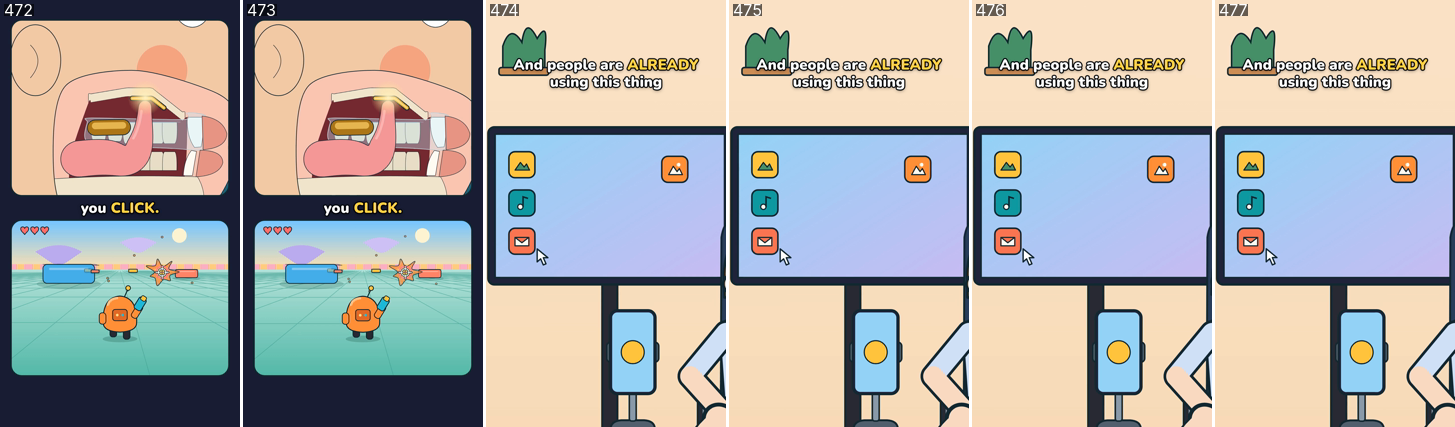 472
you CLICK.
473
you CLICK.
474
And people are ALREADY
using this thing
475
And people are ALREADY
using this thing
476
And people are ALREADY
using this thing
477
And people are ALREADY
using this thing